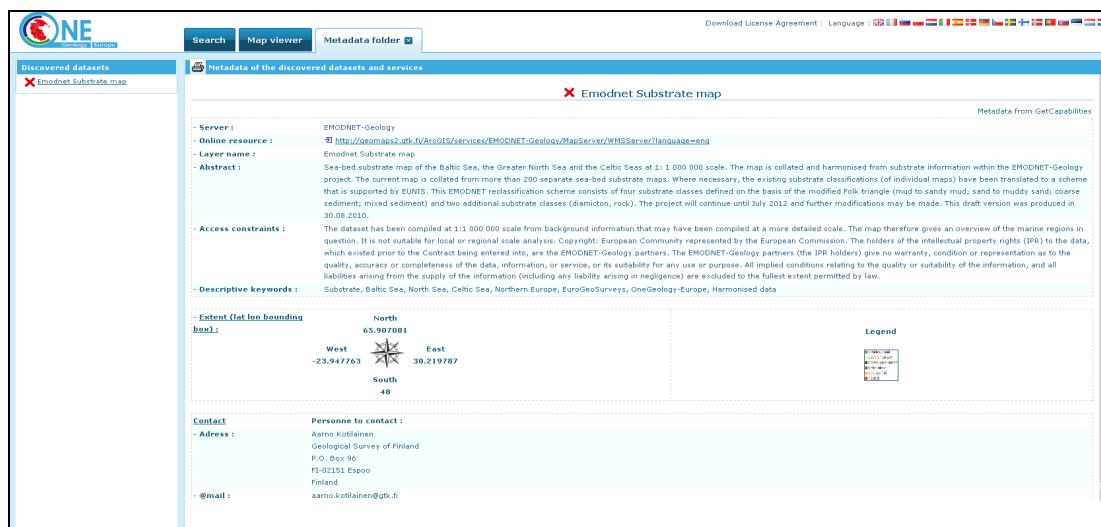 ONE
Geology Europe
Download License Agreement | Language :
Search
Map viewer
Metadata folder
Discovered datasets
Emodnet Substrate map
Metadata of the discovered datasets and services
Emodnet Substrate map
Metadata from GetCapabilities
- Server : EMODNET-Geology
- Online resource : http://geomaps2.gtk.fi/ArcGIS/services/EMODNET-Geology/MapServer/WMSServer?language=eng
- Layer name : Emodnet Substrate map
- Abstract : Sea-bed substrate map of the Baltic Sea, the Greater North Sea and the Celtic Seas at 1: 1 000 000 scale. The map is collated and harmonised from substrate information within the EMODNET-Geology
project. The current map is collated from more than 200 separate sea-bed substrate maps. Where necessary, the existing substrate classifications (of individual maps) have been translated to a scheme
that is supported by EUNIS. This EMODNET reclassification scheme consists of four substrate classes defined on the basis of the modified Folk triangle (mud to sandy mud; sand to muddy sand; coarse
sediment; mixed sediment) and two additional substrate classes (diamicton, rock). The project will continue until July 2012 and further modifications may be made. This draft version was produced in
30.08.2010.
- Access constraints : The dataset has been compiled at 1:1 000 000 scale from background information that may have been compiled at a more detailed scale. The map therefore gives an overview of the marine regions in
question. It is not suitable for local or regional scale analysis. Copyright: European Community represented by the European Commission. The holders of the intellectual property rights (IPR) to the data,
which existed prior to the Contract being entered into, are the EMODNET-Geology partners. The EMODNET-Geology partners (the IPR holders) give no warranty, condition or representation as to the
quality, accuracy or completeness of the data, information, or service, or its suitability for any use or purpose. All implied conditions relating to the quality or suitability of the information, and all
liabilities arising from the supply of the information (including any liability arising in negligence) are excluded to the fullest extent permitted by law.
- Descriptive keywords : Substrate, Baltic Sea, North Sea, Celtic Sea, Northern Europe, EuroGeoSurveys, OneGeology-Europe, Harmonised data
- Extent (lat lon bounding
box) :
North
65.907081
West
-23.947763
East
30.219787
South
48
Legend
Contact
Personne to contact :
- Adress : Aarno Kotilainen
Geological Survey of Finland
P.O. Box 96
FI-02151 Espoo
Finland
- @mail : aarno.kotilainen@gtk.fi